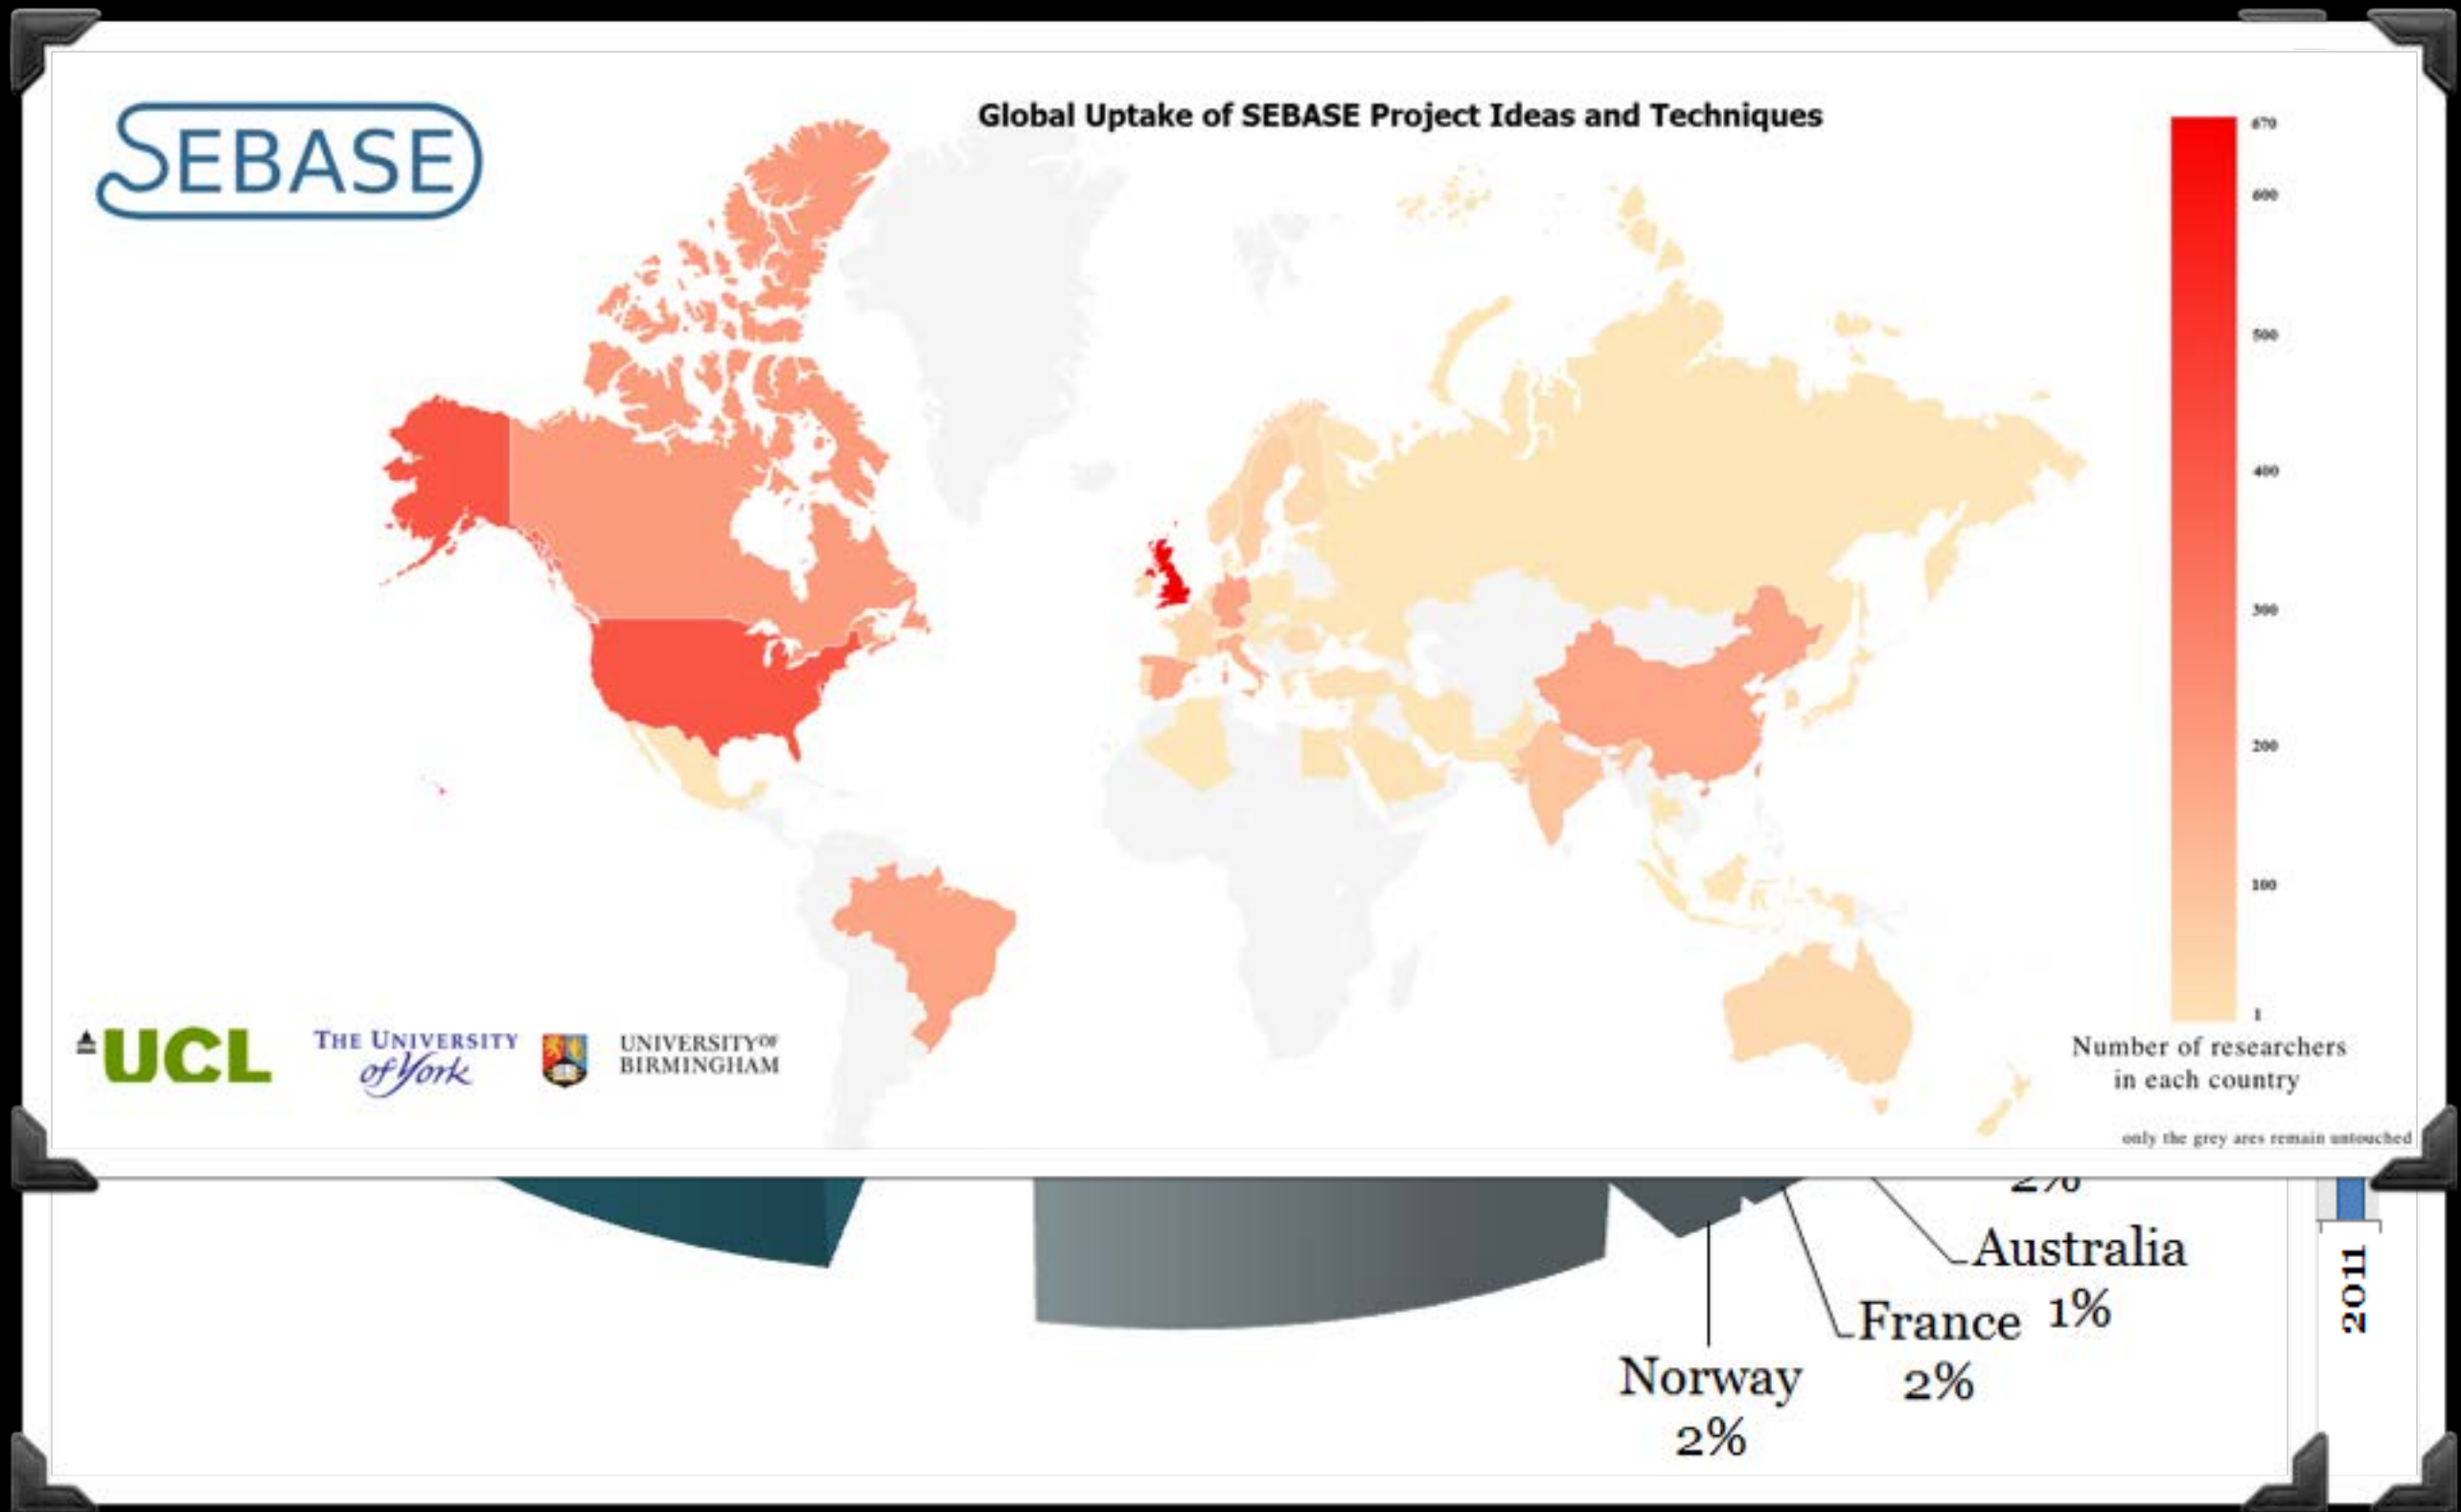 SEBASE
Global Uptake of SEBASE Project Ideas and Techniques
670
600
500
400
300
200
100
1
Number of researchers
in each country
only the grey ares remain untouched
UCL
THE UNIVERSITY
of York
UNIVERSITY OF
BIRMINGHAM
2%
Australia
1%
France
2%
Norway
2%
2011